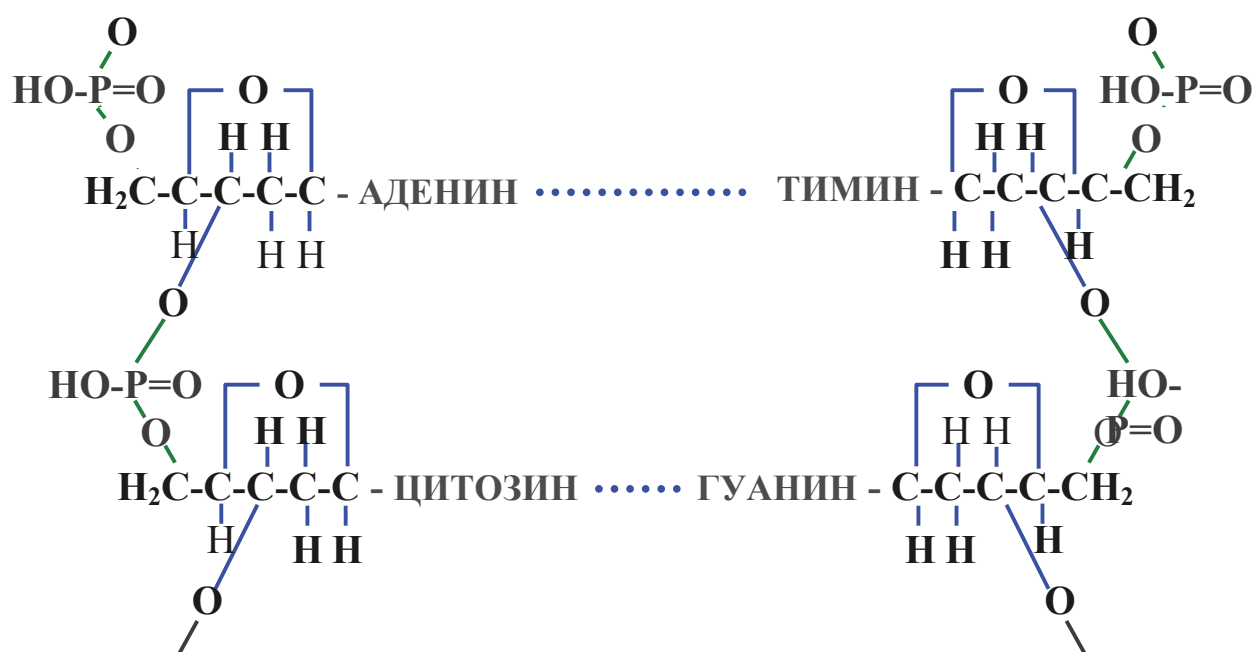 O O
HO-P=O O O HO-P=O
O H H H H O
H₂C-C-C-C-C - АДЕНИН ТИМИН - C-C-C-C-CH₂
H H H H H H
O O
HO-P=O O O HO-
O H H H H O P=O
H₂C-C-C-C-C - ЦИТОЗИН ГУАНИН - C-C-C-C-CH₂
H H H H H H
O O